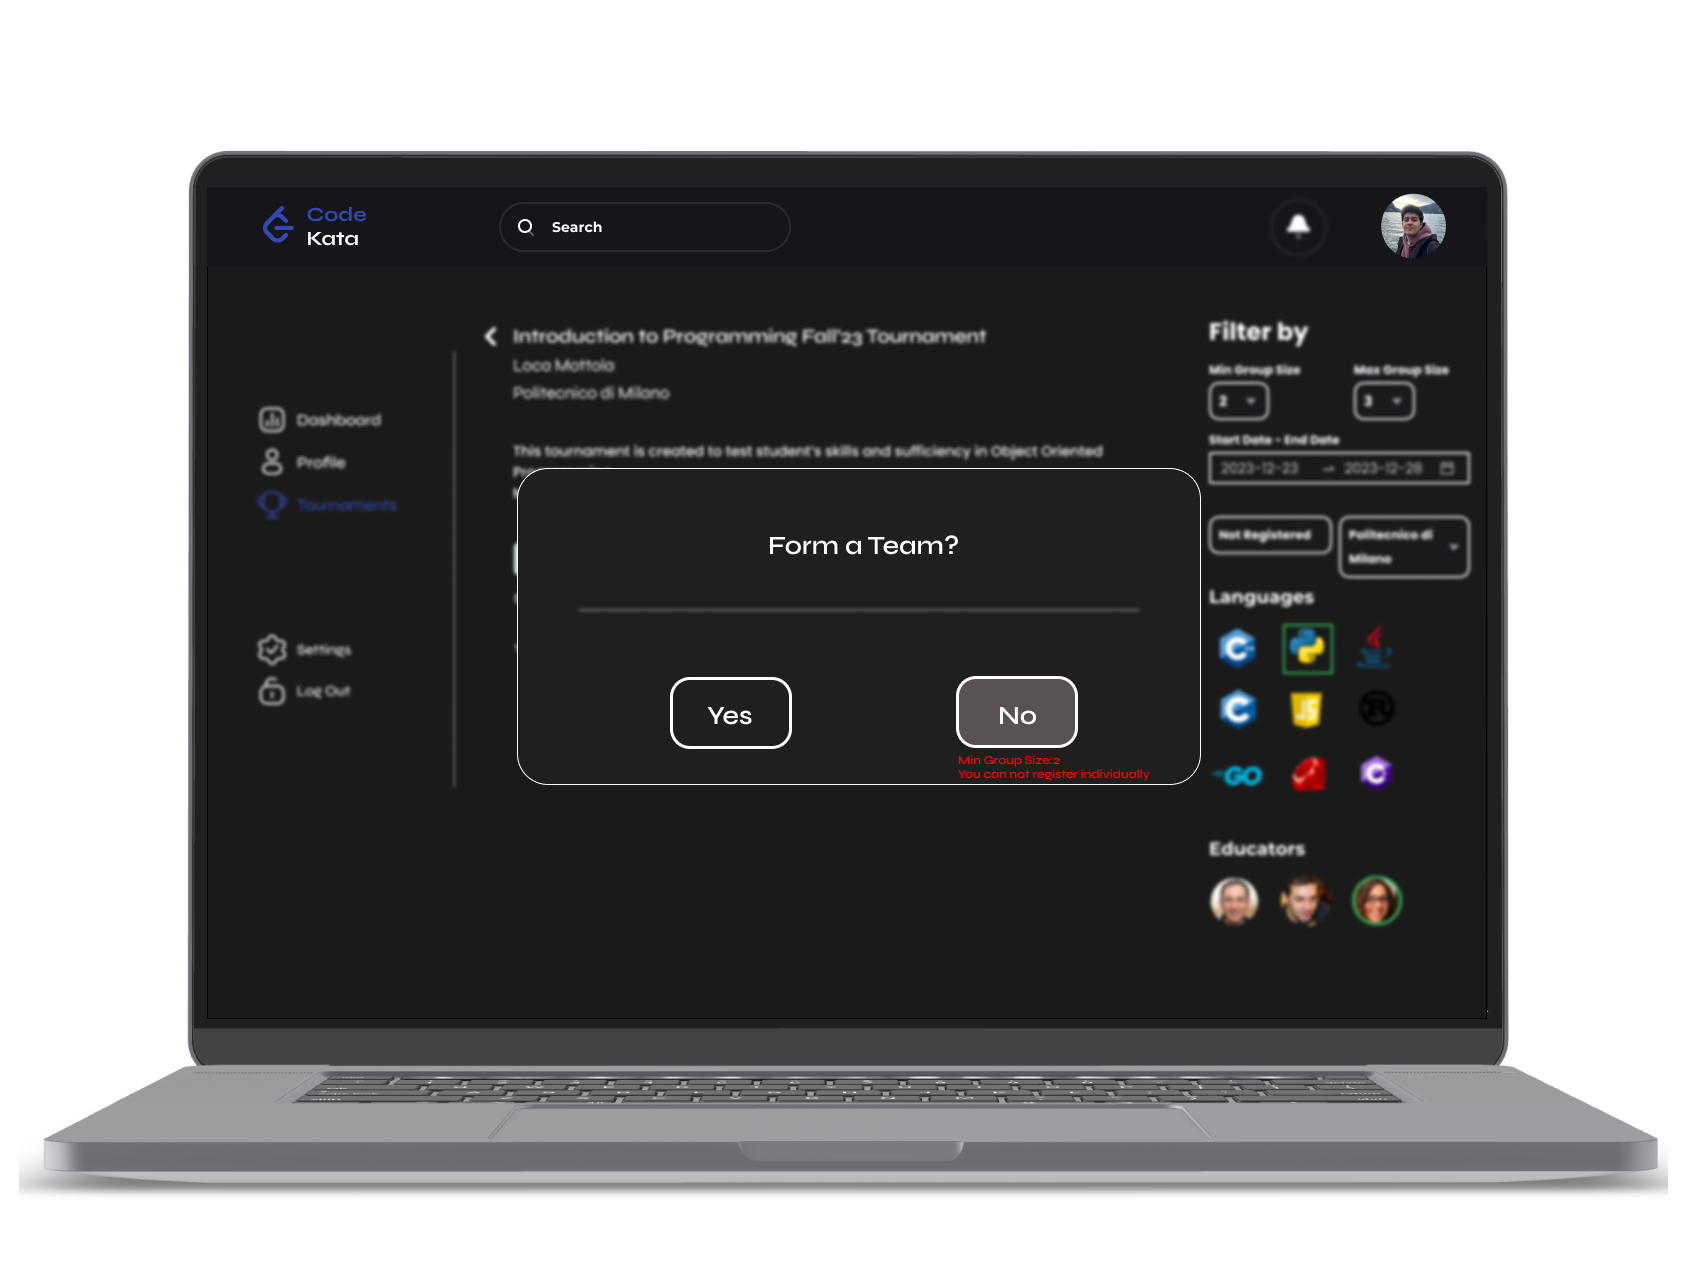 Code
Kata
Search
Introduction to Programming Fall'23 Tournament
Loca Mottola
Politecnico di Milano
This tournament is created to test student's skills and sufficiency in Object Oriented
Dashboard
Profile
Tournaments
Settings
Log Out
Form a Team?
Yes
No
Min Group Size:2
You can not register individually
Filter by
Min Group Size
Max Group Size
2
3
Start Date - End Date
2023-12-23 → 2023-12-28
Not Registered
Politecnico di
Milano
Languages
C
C
JS
R
GO
C
Educators